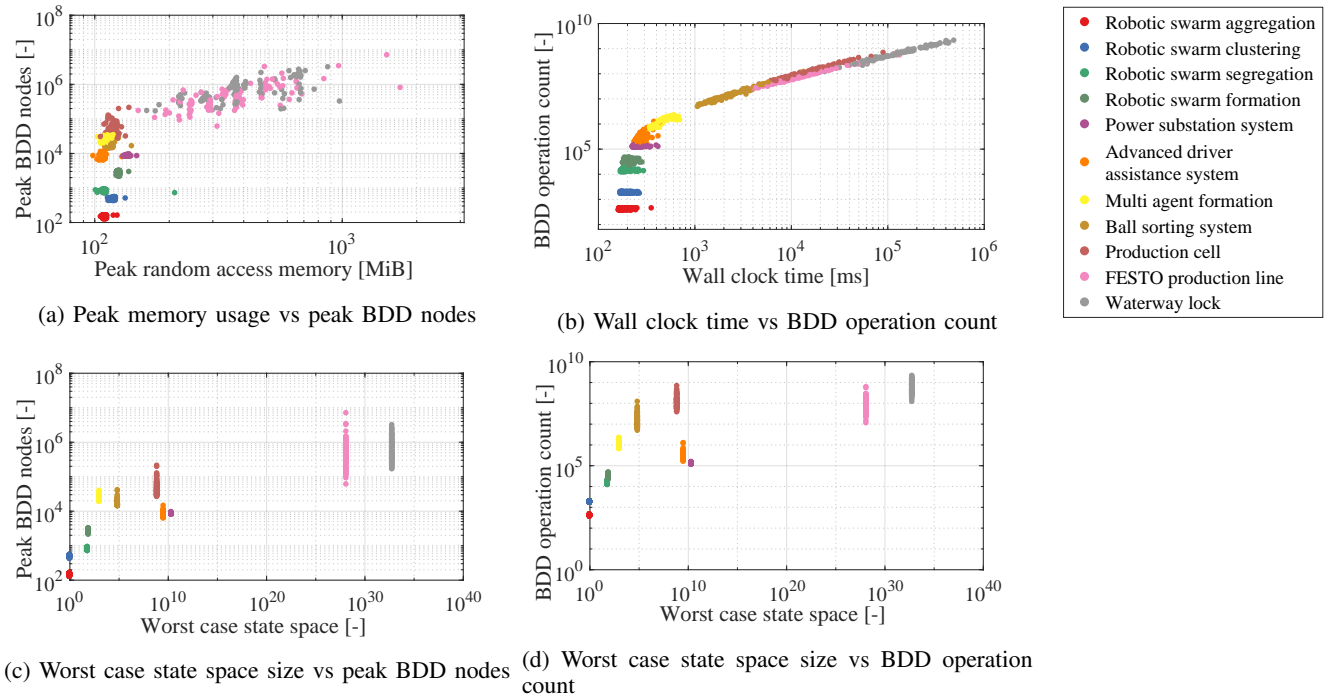 10^8
10^6
10^4
10^2
Peak BDD nodes [-]
10^2
10^3
Peak random access memory [MiB]
(a) Peak memory usage vs peak BDD nodes
10^10
10^5
BDD operation count [-]
10^2
10^3
10^4
10^5
10^6
Wall clock time [ms]
(b) Wall clock time vs BDD operation count
Robotic swarm aggregation
Robotic swarm clustering
Robotic swarm segregation
Robotic swarm formation
Power substation system
Advanced driver
assistance system
Multi agent formation
Ball sorting system
Production cell
FESTO production line
Waterway lock
10^8
10^6
10^4
10^2
Peak BDD nodes [-]
10^0
10^10
10^20
10^30
10^40
Worst case state space [-]
(c) Worst case state space size vs peak BDD nodes
10^10
10^5
10^0
BDD operation count [-]
10^0
10^10
10^20
10^30
10^40
Worst case state space [-]
(d) Worst case state space size vs BDD operation
count